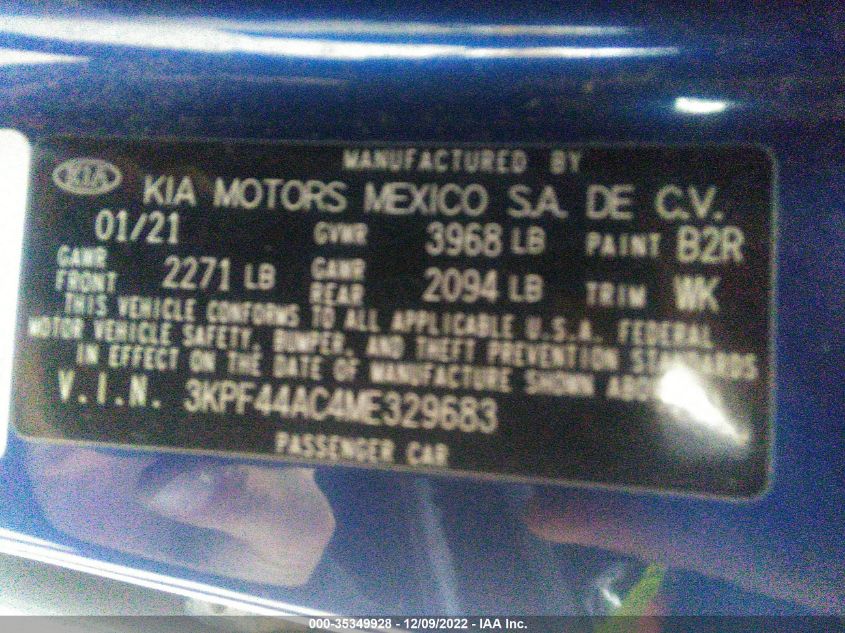 MANUFACTURED BY
KIA KIA MOTORS MEXICO S.A. DE C.V.
01/21 GVWR 3968 LB PAINT B2R
GAWR FRONT 2271 LB GAWR REAR 2094 LB TRIM WK
THIS VEHICLE CONFORMS TO ALL APPLICABLE U.S.A. FEDERAL
MOTOR VEHICLE SAFETY, BUMPER, AND THEFT PREVENTION STANDARDS
IN EFFECT ON THE DATE OF MANUFACTURE SHOWN
V.I.N. 3KPF44AC4ME329683
PASSENGER CAR
000-35349928 - 12/09/2022 - IAA Inc.